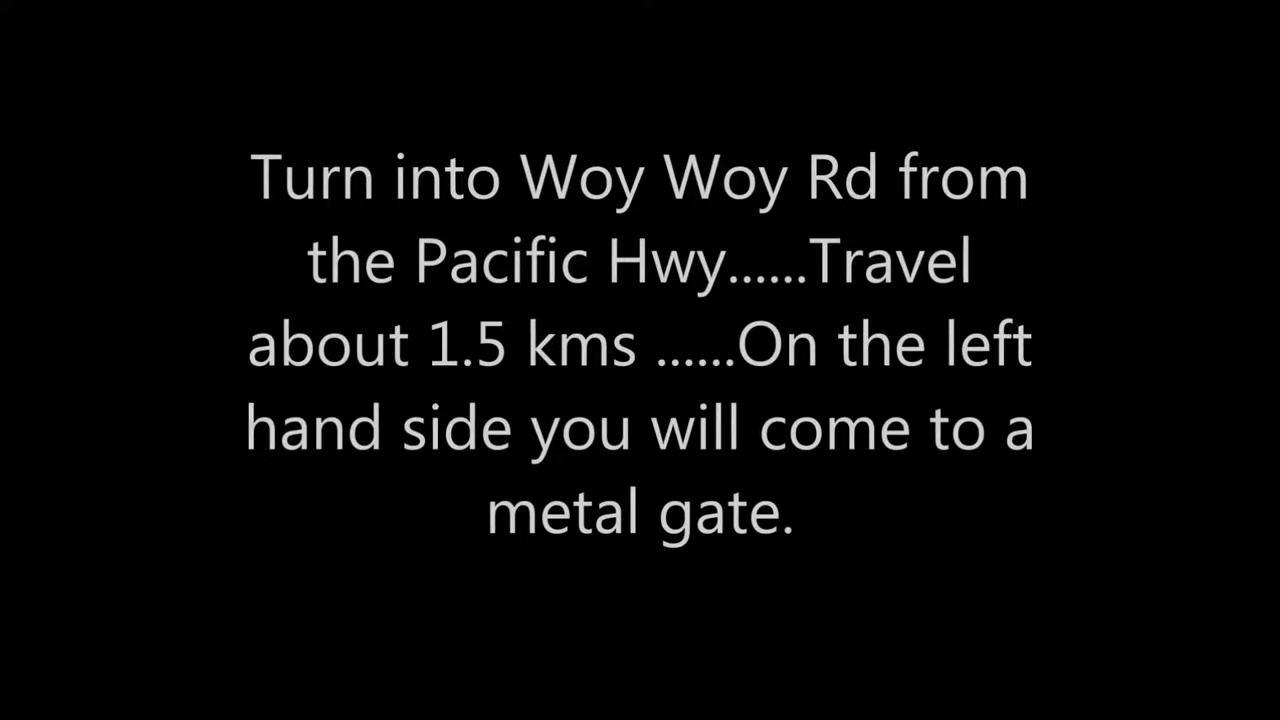 Turn into Woy Woy Rd from
the Pacific Hwy......Travel
about 1.5 kms ......On the left
hand side you will come to a
metal gate.